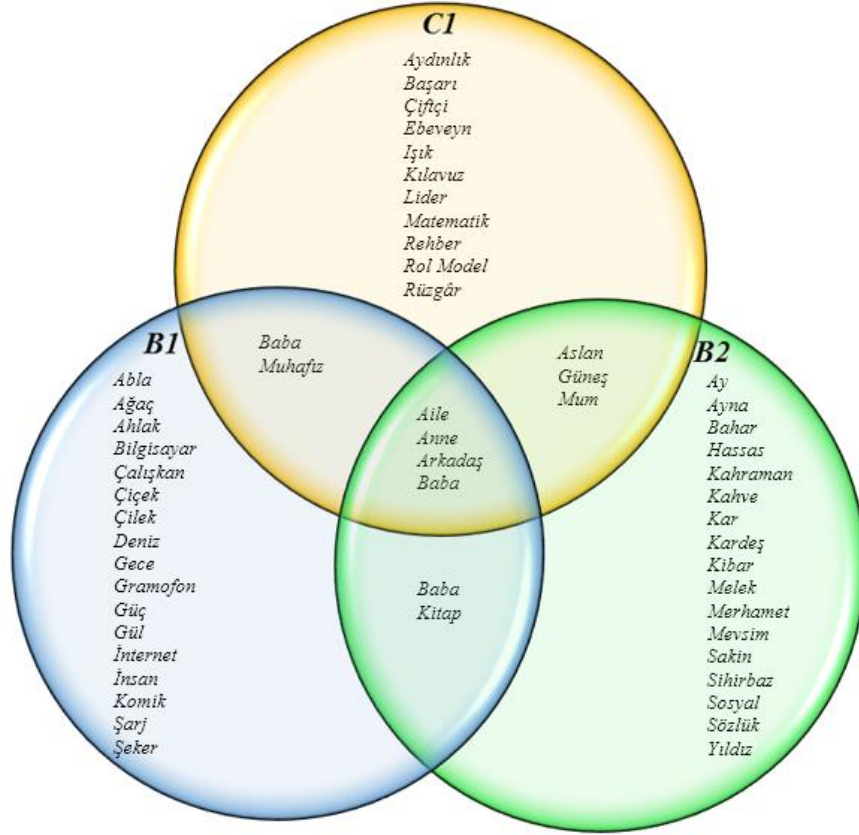 C1
Aydınlık
Başarı
Çiftçi
Ebeveyn
Işık
Kılavuz
Lider
Matematik
Rehber
Rol Model
Rüzgâr
B1
Baba
Muhafız
Aslan
Güneş
Mum
B2
Abla
Ağaç
Ahlak
Bilgisayar
Çalışkan
Çiçek
Çilek
Deniz
Gece
Gramofon
Güç
Gül
İnternet
İnsan
Komik
Şarj
Şeker
Aile
Anne
Arkadaş
Baba
Baba
Kitap
Ay
Ayna
Bahar
Hassas
Kahraman
Kahve
Kar
Kardeş
Kibar
Melek
Merhamet
Mevsim
Sakin
Sihirbaz
Sosyal
Sözlük
Yıldız